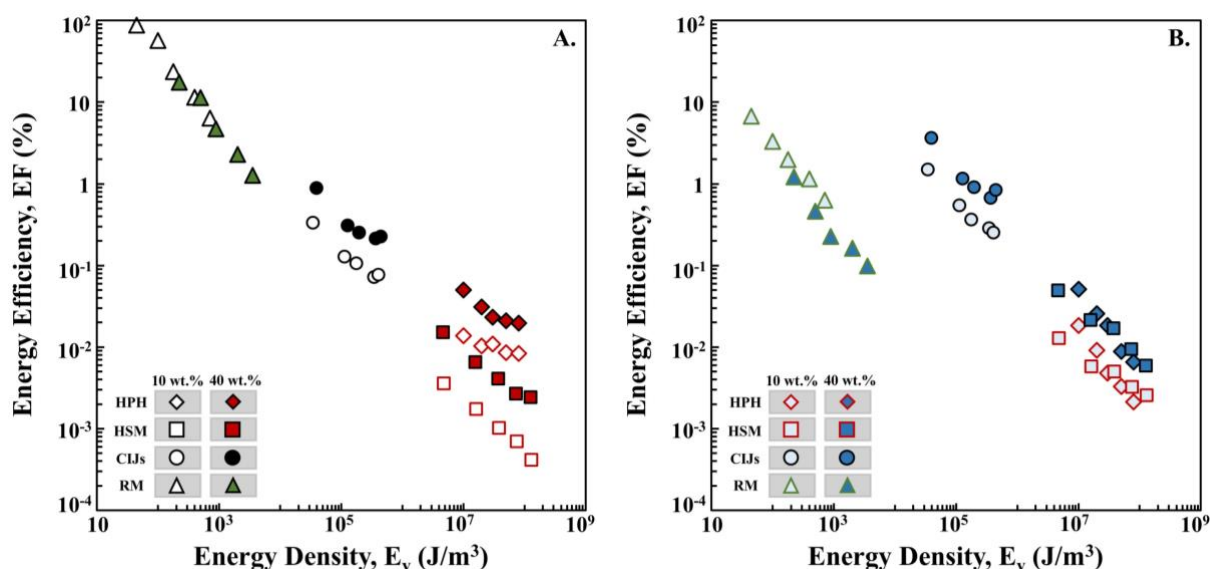 A.
Energy Efficiency, EF (%)
10²
10
1
10⁻¹
10⁻²
10⁻³
10⁻⁴
10 wt.% 40 wt.%
HPH
HSM
CIJs
RM
10 10³ 10⁵ 10⁷ 10⁹
Energy Density, Eᵥ (J/m³)
B.
Energy Efficiency, EF (%)
10²
10
1
10⁻¹
10⁻²
10⁻³
10⁻⁴
10 wt.% 40 wt.%
HPH
HSM
CIJs
RM
10 10³ 10⁵ 10⁷ 10⁹
Energy Density, Eᵥ (J/m³)